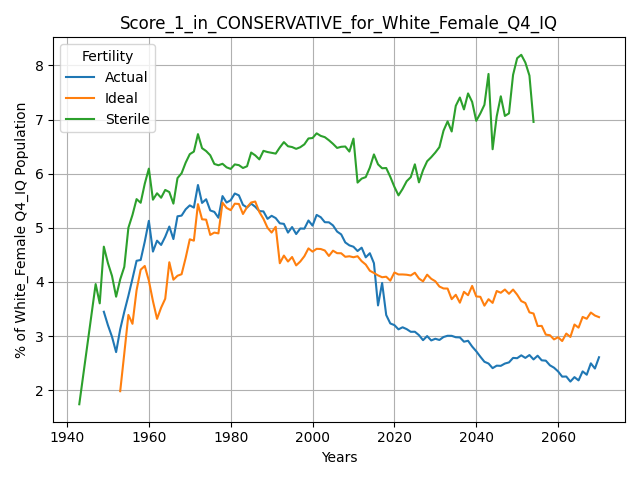 Score_1_in_CONSERVATIVE_for_White_Female_Q4_IQ
% of White_Female Q4_IQ Population
8
7
6
5
4
3
2
Fertility
Actual
Ideal
Sterile
1940 1960 1980 2000 2020 2040 2060
Years